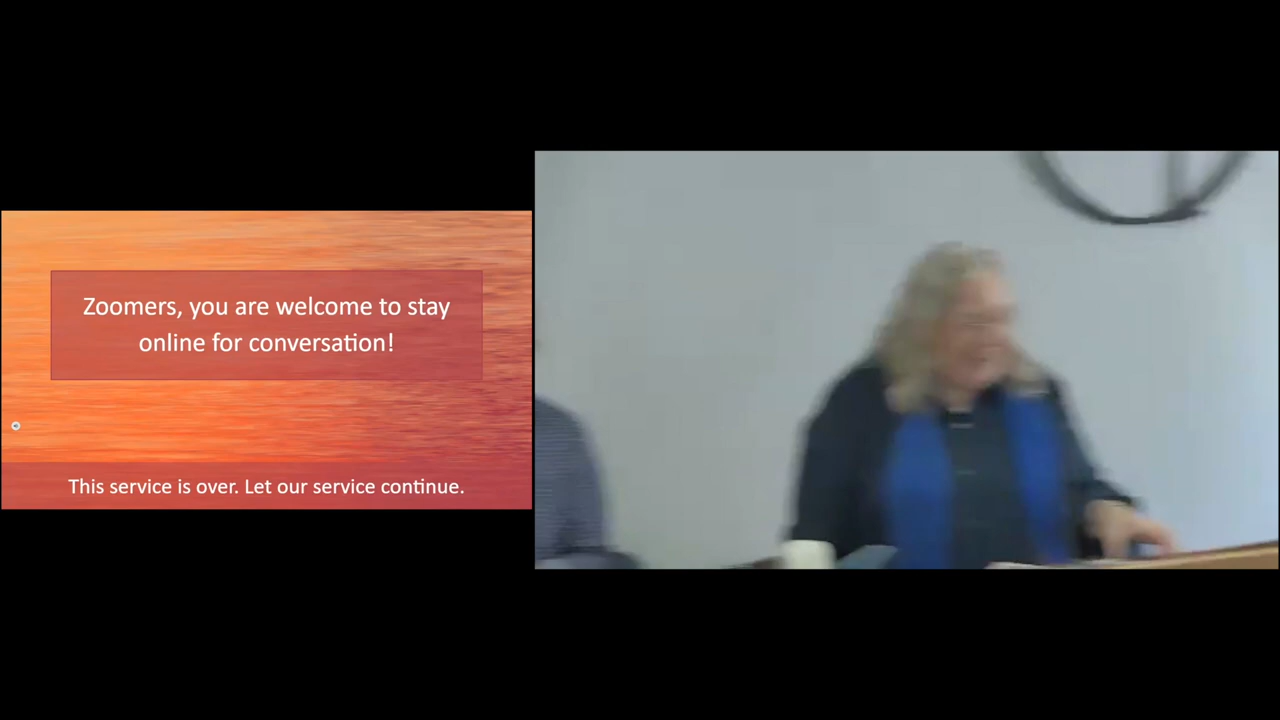 Zoomers, you are welcome to stay
online for conversation!
This service is over. Let our service continue.